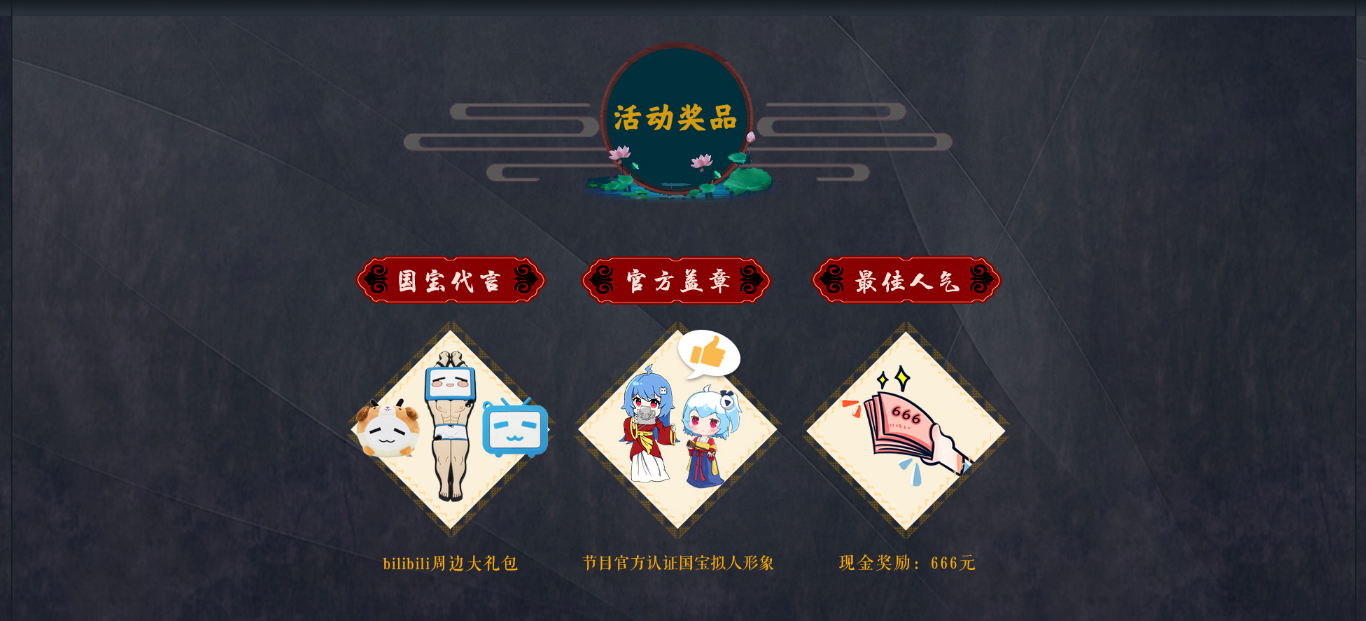 活动奖品
国宝代言
官方盖章
最佳人气
666
bilibili周边大礼包
节目官方认证国宝拟人形象
现金奖励：666元